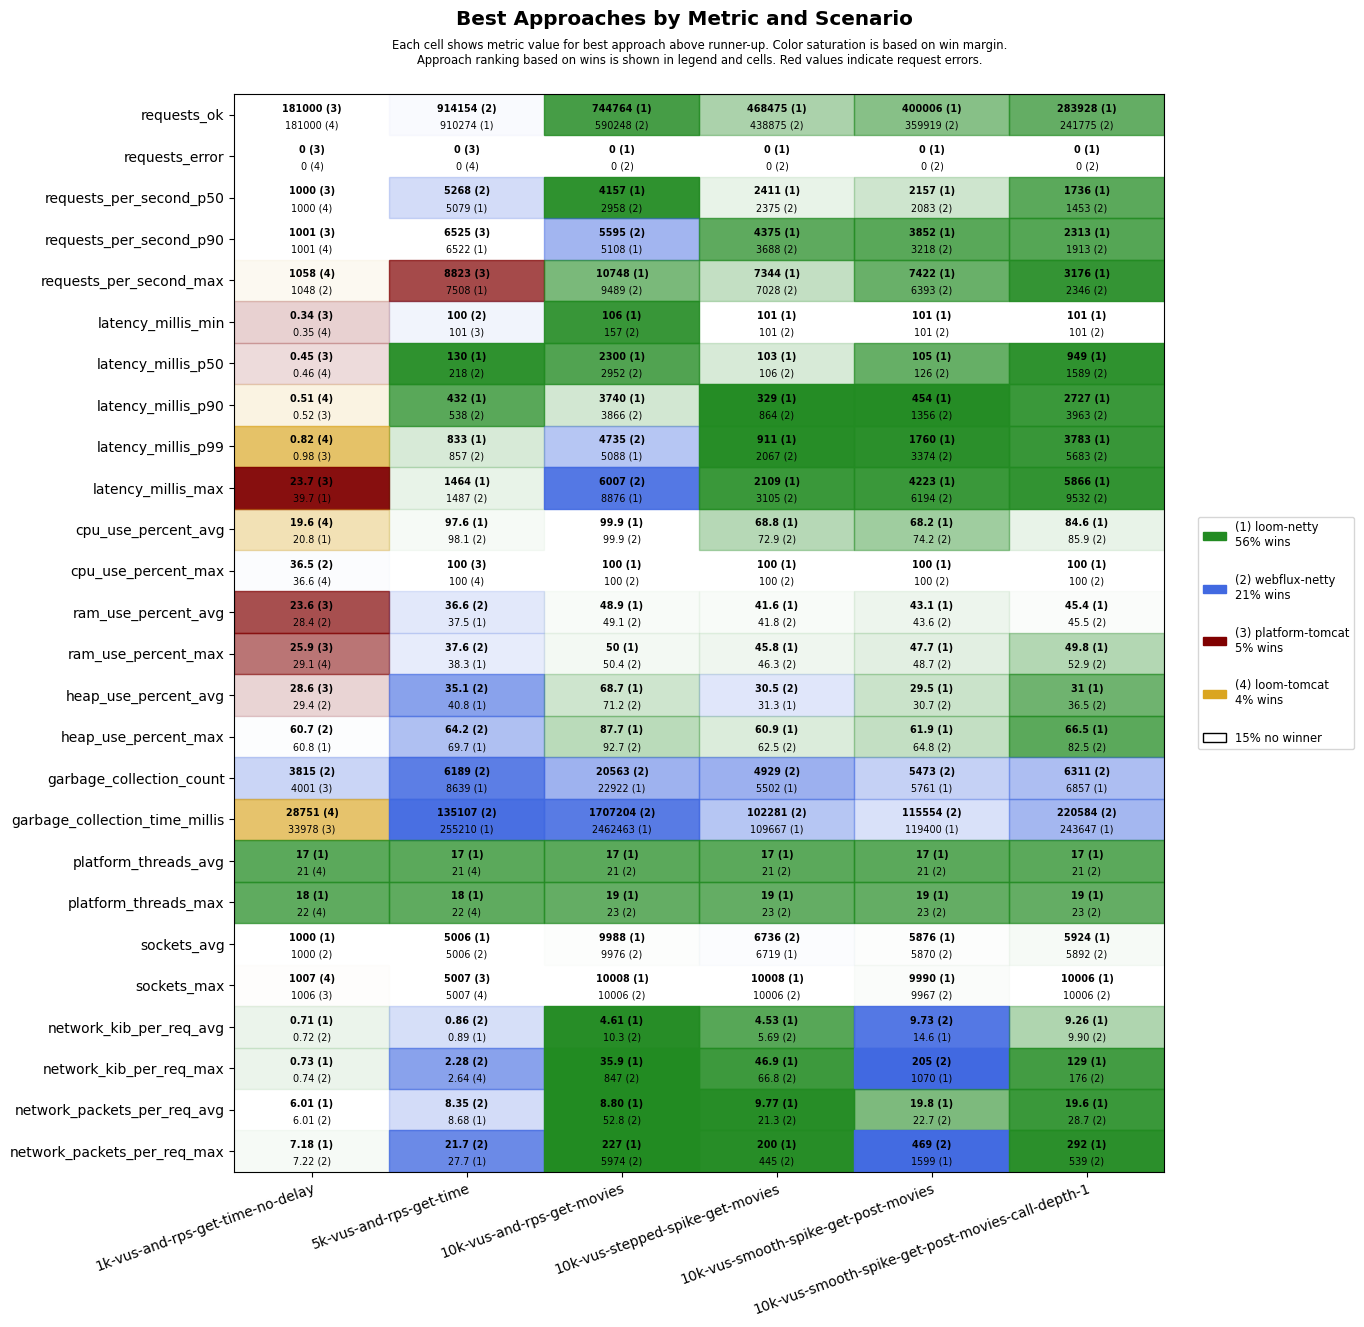 Best Approaches by Metric and Scenario
Each cell shows metric value for best approach above runner-up. Color saturation is based on win margin.
Approach ranking based on wins is shown in legend and cells. Red values indicate request errors.
requests_ok
181000 (3) 914154 (2) 744764 (1) 468475 (1) 400006 (1) 283928 (1)
181000 (4) 910274 (1) 590248 (2) 438875 (2) 359919 (2) 241775 (2)
requests_error
0 (3) 0 (3) 0 (1) 0 (1) 0 (1) 0 (1)
0 (4) 0 (4) 0 (2) 0 (2) 0 (2) 0 (2)
requests_per_second_p50
1000 (3) 5268 (2) 4157 (1) 2411 (1) 2157 (1) 1736 (1)
1000 (4) 5079 (1) 2958 (2) 2375 (2) 2083 (2) 1453 (2)
requests_per_second_p90
1001 (3) 6525 (3) 5595 (2) 4375 (1) 3852 (1) 2313 (1)
1001 (4) 6522 (1) 5108 (1) 3688 (2) 3218 (2) 1913 (2)
requests_per_second_max
1058 (4) 8823 (3) 10748 (1) 7344 (1) 7422 (1) 3176 (1)
1048 (2) 7508 (1) 9489 (2) 7028 (2) 6393 (2) 2346 (2)
latency_millis_min
0.34 (3) 100 (2) 106 (1) 101 (1) 101 (1) 101 (1)
0.35 (4) 101 (3) 157 (2) 101 (2) 101 (2) 101 (2)
latency_millis_p50
0.45 (3) 130 (1) 2300 (1) 103 (1) 105 (1) 949 (1)
0.46 (4) 218 (2) 2952 (2) 106 (2) 126 (2) 1589 (2)
latency_millis_p90
0.51 (4) 432 (1) 3740 (1) 329 (1) 454 (1) 2727 (1)
0.52 (3) 538 (2) 3866 (2) 864 (2) 1356 (2) 3963 (2)
latency_millis_p99
0.82 (4) 833 (1) 4735 (2) 911 (1) 1760 (1) 3783 (1)
0.98 (3) 857 (2) 5088 (1) 2067 (2) 3374 (2) 5683 (2)
latency_millis_max
23.7 (3) 1464 (1) 6007 (2) 2109 (1) 4223 (1) 5866 (1)
39.7 (1) 1487 (2) 8876 (1) 3105 (2) 6194 (2) 9532 (2)
cpu_use_percent_avg
19.6 (4) 97.6 (1) 99.9 (1) 68.8 (1) 68.2 (1) 84.6 (1)
20.8 (1) 98.1 (2) 99.9 (2) 72.9 (2) 74.2 (2) 85.9 (2)
cpu_use_percent_max
36.5 (2) 100 (3) 100 (1) 100 (1) 100 (1) 100 (1)
36.6 (4) 100 (4) 100 (2) 100 (2) 100 (2) 100 (2)
ram_use_percent_avg
23.6 (3) 36.6 (2) 48.9 (1) 41.6 (1) 43.1 (1) 45.4 (1)
28.4 (2) 37.5 (1) 49.1 (2) 41.8 (2) 43.6 (2) 45.5 (2)
ram_use_percent_max
25.9 (3) 37.6 (2) 50 (1) 45.8 (1) 47.7 (1) 49.8 (1)
29.1 (4) 38.3 (1) 50.4 (2) 46.3 (2) 48.7 (2) 52.9 (2)
heap_use_percent_avg
28.6 (3) 35.1 (2) 68.7 (1) 30.5 (2) 29.5 (1) 31 (1)
29.4 (2) 40.8 (1) 71.2 (2) 31.3 (1) 30.7 (2) 36.5 (2)
heap_use_percent_max
60.7 (2) 64.2 (2) 87.7 (1) 60.9 (1) 61.9 (1) 66.5 (1)
60.8 (1) 69.7 (1) 92.7 (2) 62.5 (2) 64.8 (2) 82.5 (2)
garbage_collection_count
3815 (2) 6189 (2) 20563 (2) 4929 (2) 5473 (2) 6311 (2)
4001 (3) 8639 (1) 22922 (1) 5502 (1) 5761 (1) 6857 (1)
garbage_collection_time_millis
28751 (4) 135107 (2) 1707204 (2) 102281 (2) 115554 (2) 220584 (2)
33978 (3) 255210 (1) 2462463 (1) 109667 (1) 119400 (1) 243647 (1)
platform_threads_avg
17 (1) 17 (1) 17 (1) 17 (1) 17 (1) 17 (1)
21 (4) 21 (4) 21 (2) 21 (2) 21 (2) 21 (2)
platform_threads_max
18 (1) 18 (1) 19 (1) 19 (1) 19 (1) 19 (1)
22 (4) 22 (4) 23 (2) 23 (2) 23 (2) 23 (2)
sockets_avg
1000 (1) 5006 (1) 9988 (1) 6736 (2) 5876 (1) 5924 (1)
1000 (2) 5006 (2) 9976 (2) 6719 (1) 5870 (2) 5892 (2)
sockets_max
1007 (4) 5007 (3) 10008 (1) 10008 (1) 9990 (1) 10006 (1)
1006 (3) 5007 (4) 10006 (2) 10006 (2) 9967 (2) 10006 (2)
network_kib_per_req_avg
0.71 (1) 0.86 (2) 4.61 (1) 4.53 (1) 9.73 (2) 9.26 (1)
0.72 (2) 0.89 (1) 10.3 (2) 5.69 (2) 14.6 (1) 9.90 (2)
network_kib_per_req_max
0.73 (1) 2.28 (2) 35.9 (1) 46.9 (1) 205 (2) 129 (1)
0.74 (2) 2.64 (4) 847 (2) 66.8 (2) 1070 (1) 176 (2)
network_packets_per_req_avg
6.01 (1) 8.35 (2) 8.80 (1) 9.77 (1) 19.8 (1) 19.6 (1)
6.01 (2) 8.68 (1) 52.8 (2) 21.3 (2) 22.7 (2) 28.7 (2)
network_packets_per_req_max
7.18 (1) 21.7 (2) 227 (1) 200 (1) 469 (2) 292 (1)
7.22 (2) 27.7 (1) 5974 (2) 445 (2) 1599 (1) 539 (2)
1k-vus-and-rps-get-time-no-delay
5k-vus-and-rps-get-time
10k-vus-and-rps-get-movies
10k-vus-stepped-spike-get-movies
10k-vus-smooth-spike-get-post-movies
10k-vus-smooth-spike-get-post-movies-call-depth-1
(1) loom-netty
56% wins
(2) webflux-netty
21% wins
(3) platform-tomcat
5% wins
(4) loom-tomcat
4% wins
15% no winner